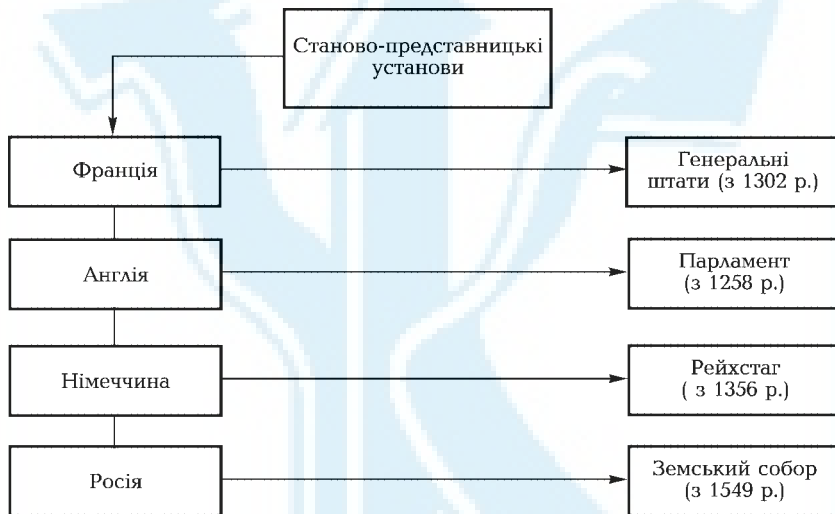 Станово-представницькі
установи
Франція
Генеральні
штати (з 1302 р.)
Англія
Парламент
(з 1258 р.)
Німеччина
Рейхстаг
( з 1356 р.)
Росія
Земський собор
(з 1549 р.)